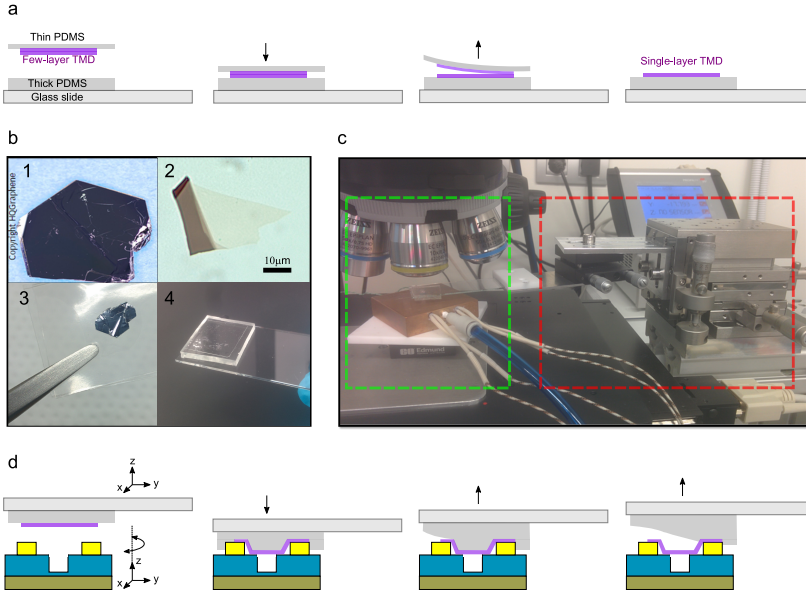 a
Thin PDMS
Few-layer TMD
Thick PDMS
Glass slide
Single-layer TMD
b
1
Copyright HQGraphene
2
10μm
3
4
c
ZEISS
ZEISS
ZEISS
Edmund
d
z
y
x
z
y
x